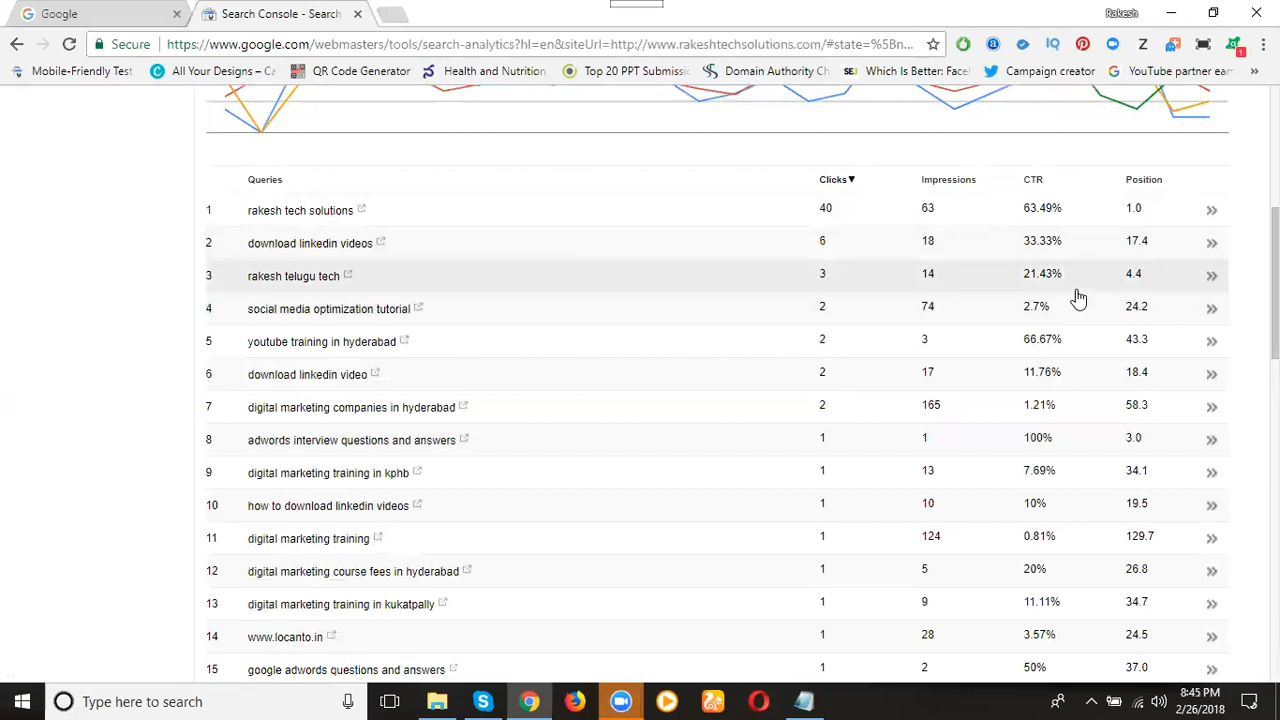 Google
Search Console - Search
Rakesh
Secure
https://www.google.com/webmasters/tools/search-analytics?hl=en&siteUrl=http://www.rakeshtechsolutions.com/#state=%5Bn...
Mobile-Friendly Test
All Your Designs – Ca
QR Code Generator
Health and Nutrition
Top 20 PPT Submissi
Domain Authority Ch
Which Is Better: Face
Campaign creator
YouTube partner ear
Queries Clicks▼ Impressions CTR Position
1 rakesh tech solutions 40 63 63.49% 1.0 »
2 download linkedin videos 6 18 33.33% 17.4 »
3 rakesh telugu tech 3 14 21.43% 4.4 »
4 social media optimization tutorial 2 74 2.7% 24.2 »
5 youtube training in hyderabad 2 3 66.67% 43.3 »
6 download linkedin video 2 17 11.76% 18.4 »
7 digital marketing companies in hyderabad 2 165 1.21% 58.3 »
8 adwords interview questions and answers 1 1 100% 3.0 »
9 digital marketing training in kphb 1 13 7.69% 34.1 »
10 how to download linkedin videos 1 10 10% 19.5 »
11 digital marketing training 1 124 0.81% 129.7 »
12 digital marketing course fees in hyderabad 1 5 20% 26.8 »
13 digital marketing training in kukatpally 1 9 11.11% 34.7 »
14 www.locanto.in 1 28 3.57% 24.5 »
15 google adwords questions and answers 1 2 50% 37.0 »
Type here to search
8:45 PM
2/26/2018